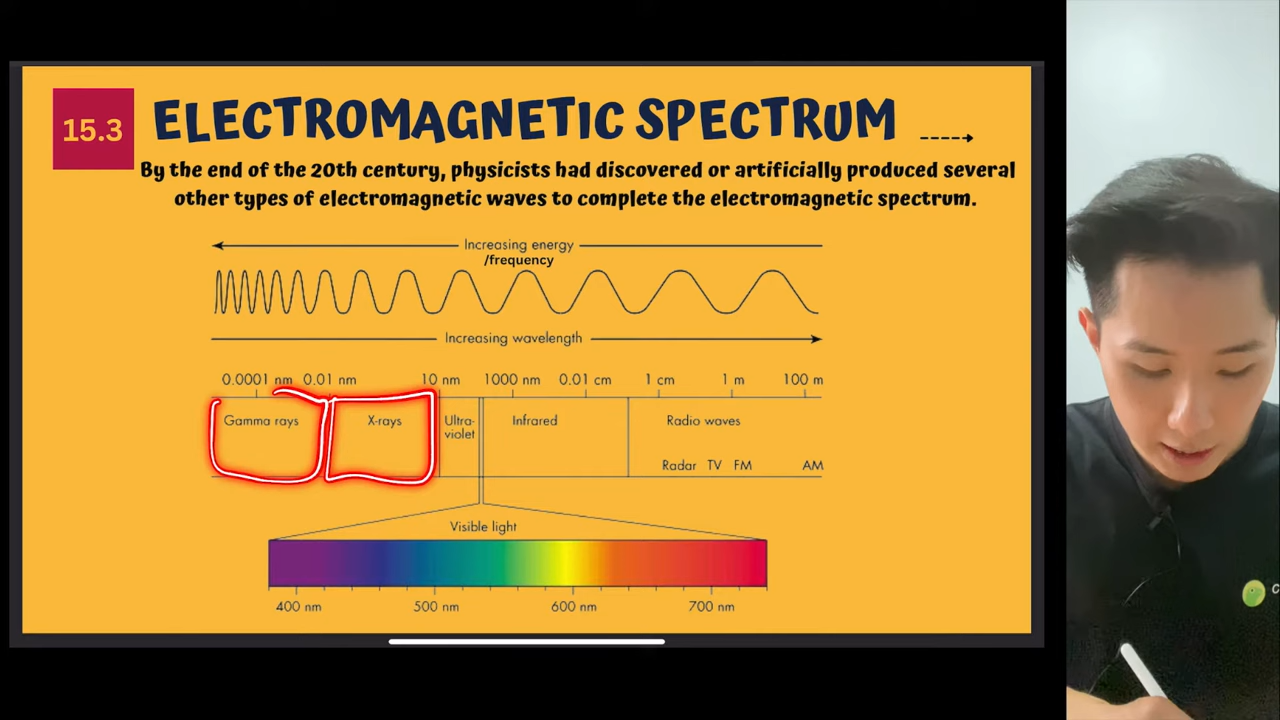 15.3
ELECTROMAGNETIC SPECTRUM
By the end of the 20th century, physicists had discovered or artificially produced several
other types of electromagnetic waves to complete the electromagnetic spectrum.
Increasing energy
/frequency
Increasing wavelength
0.0001 nm 0.01 nm 10 nm 1000 nm 0.01 cm 1 cm 1 m 100 m
Gamma rays X-rays Ultra-
violet Infrared Radio waves
Radar TV FM AM
Visible light
400 nm 500 nm 600 nm 700 nm